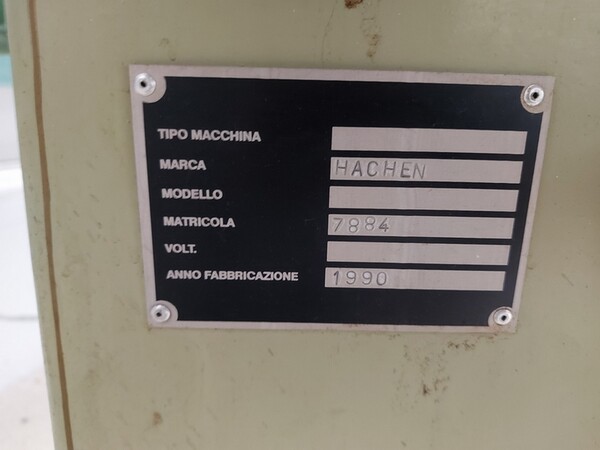 TIPO MACCHINA
MARCA HACHEN
MODELLO
MATRICOLA 7884
VOLT.
ANNO FABBRICAZIONE 1990